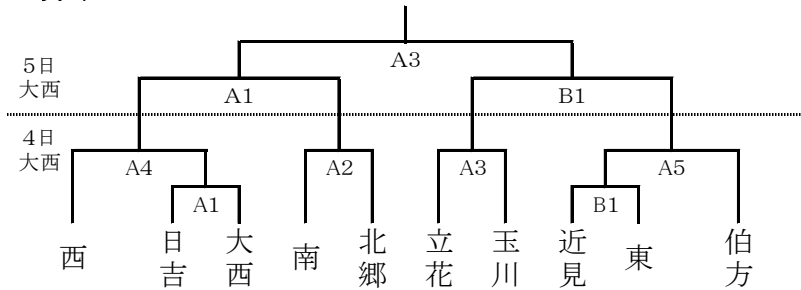 A3
5日
大西
A1 B1
4日
大西
A4 A2 A3 A5
A1 B1
西 日吉 大西 南 北郷 立花 玉川 近見 東 伯方